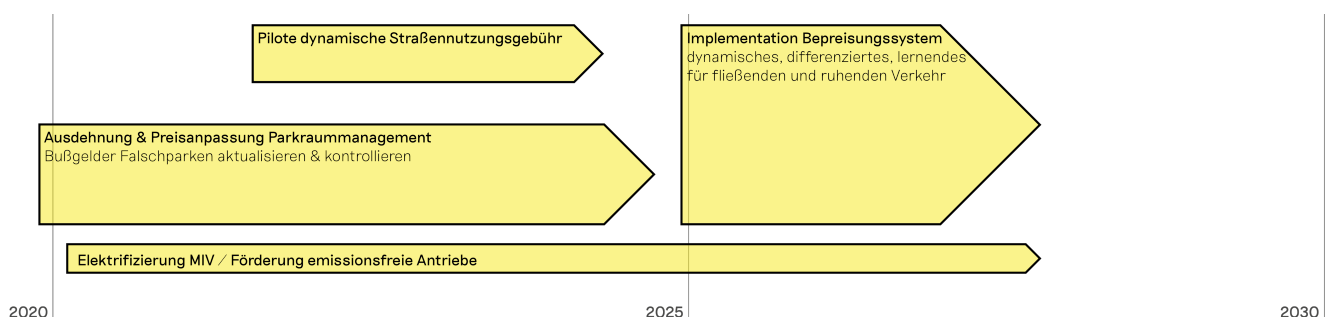 Pilote dynamische Straßennutzungsgebühr
Implementation Bepreisungssystem
dynamisches, differenziertes, lernendes
für fließenden und ruhenden Verkehr
Ausdehnung & Preisanpassung Parkraummanagement
Bußgelder Falschparken aktualisieren & kontrollieren
Elektrifizierung MIV / Förderung emissionsfreie Antriebe
2020
2025
2030